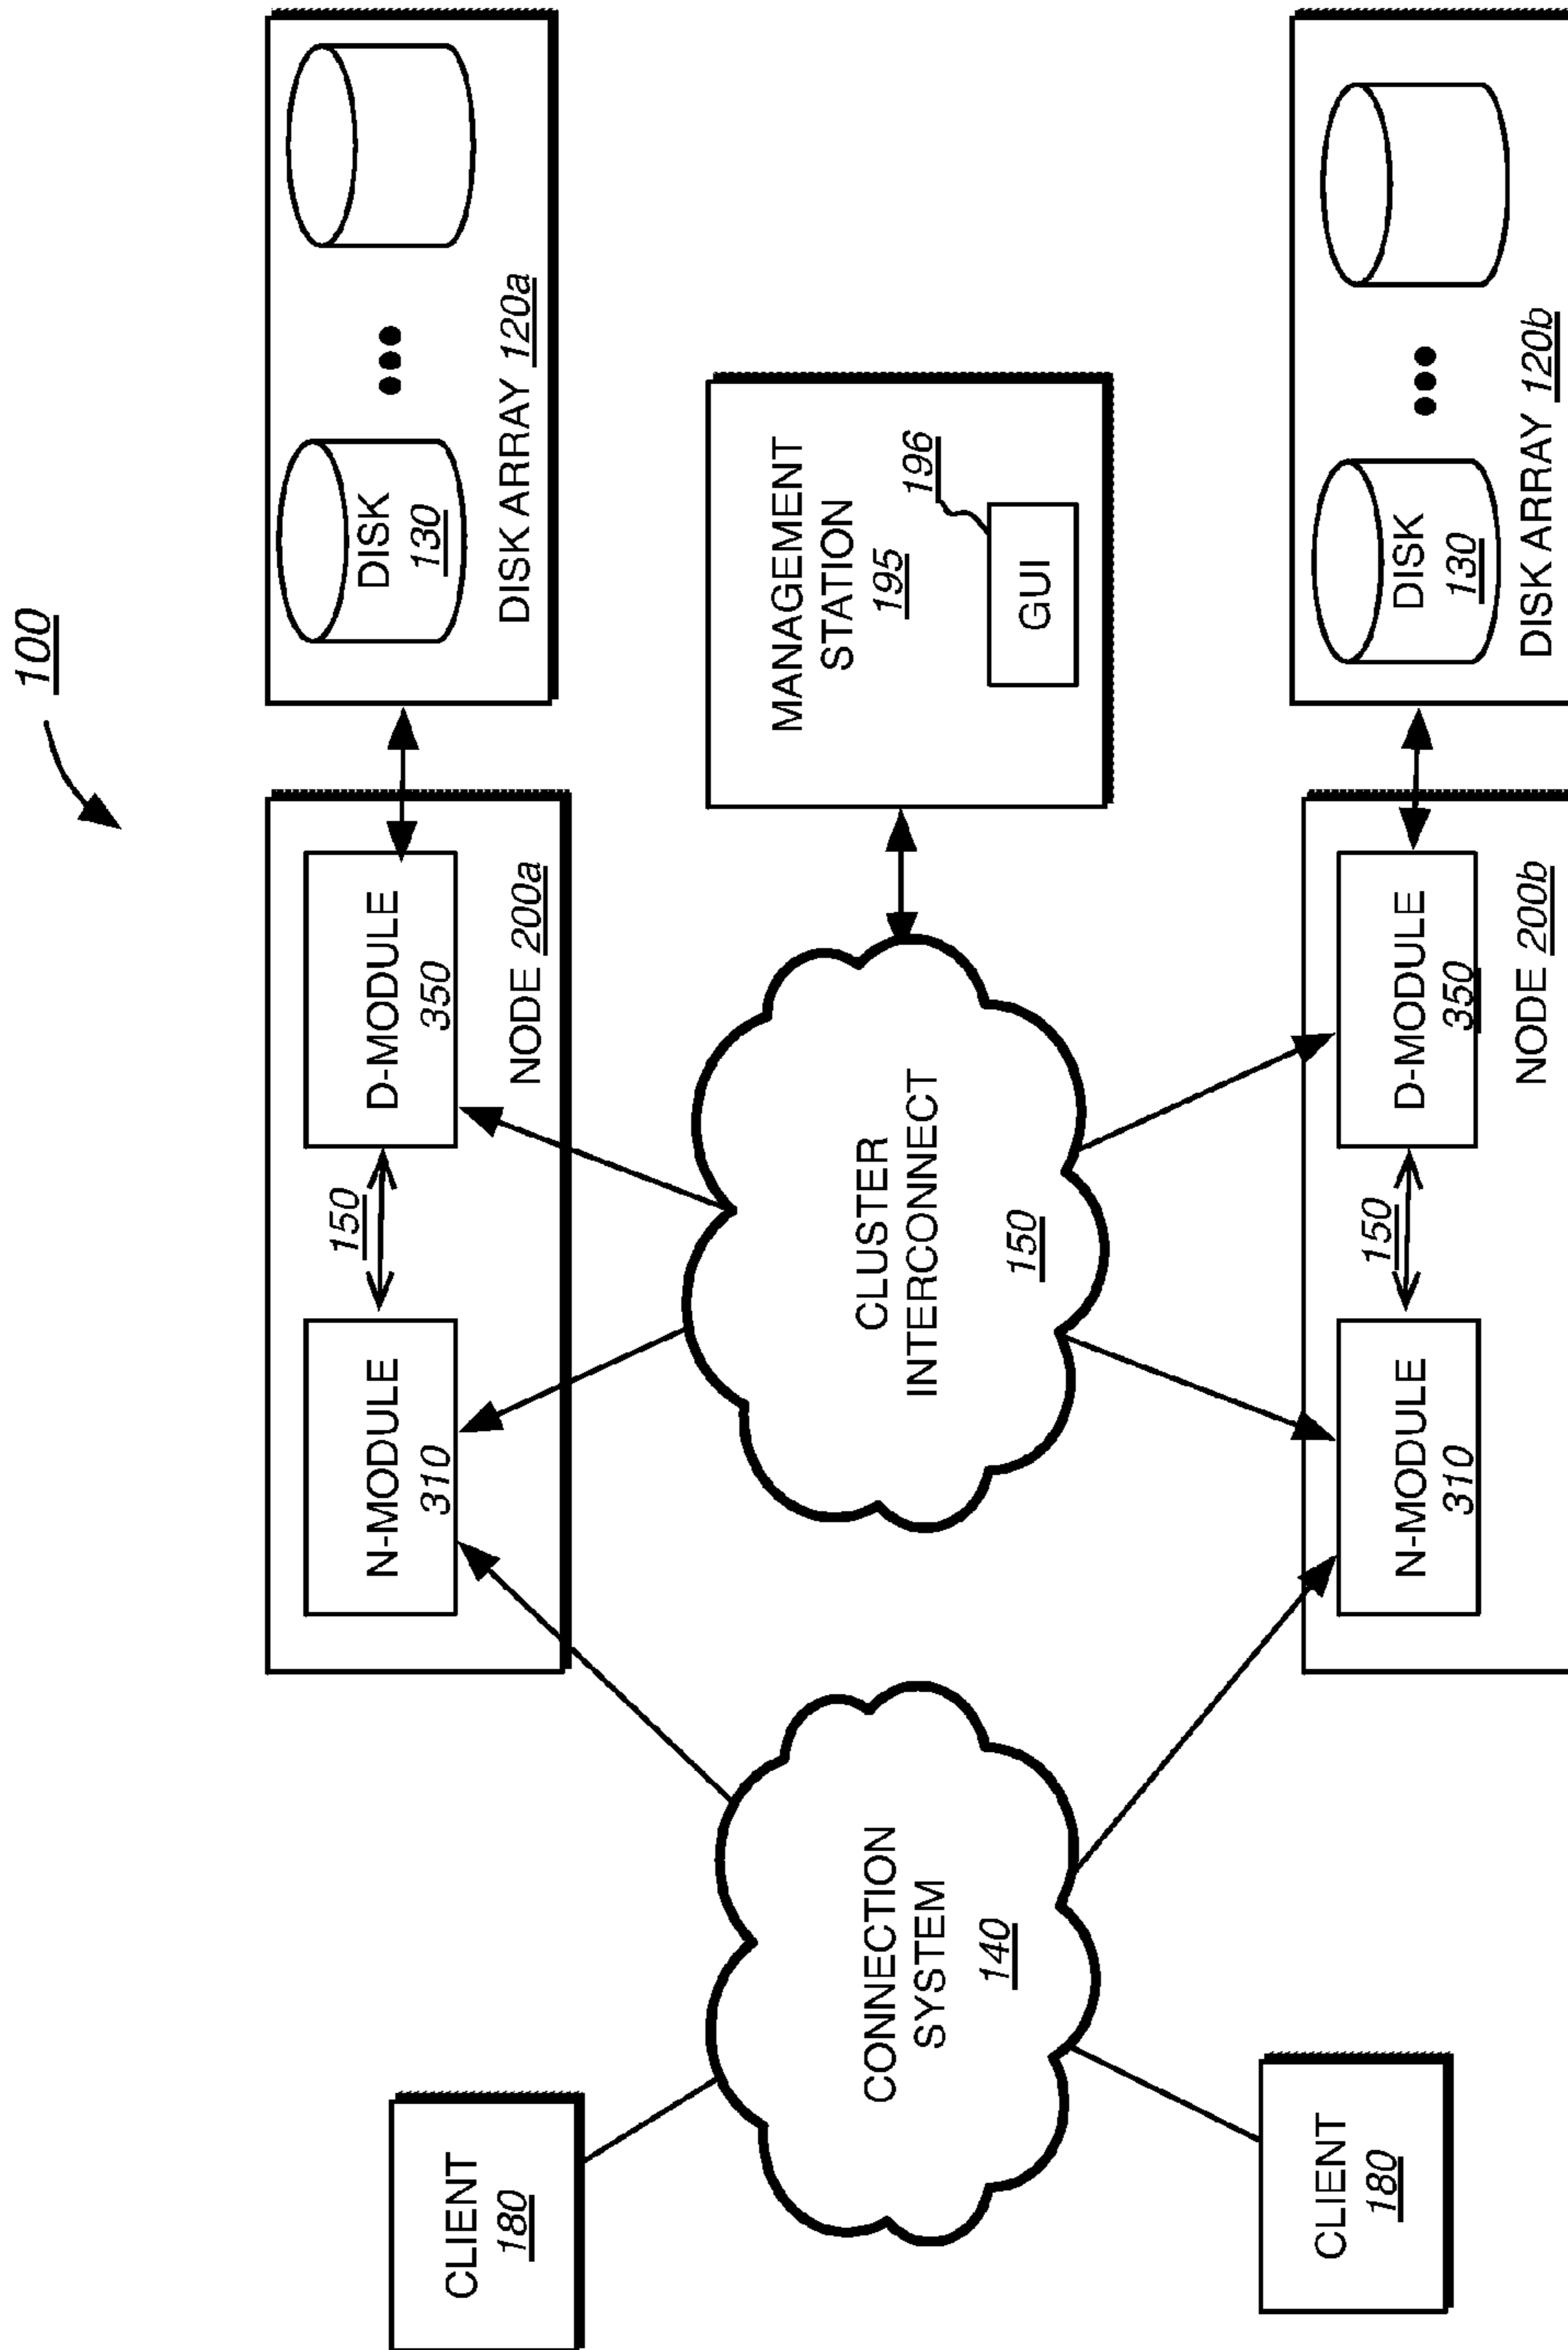 100
CLIENT
180
CONNECTION
SYSTEM
140
N-MODULE
310
150
D-MODULE
350
NODE 200a
DISK
130
DISK ARRAY 120a
CLUSTER
INTERCONNECT
150
MANAGEMENT
STATION
195
196
GUI
CLIENT
180
N-MODULE
310
150
D-MODULE
350
NODE 200b
DISK
130
DISK ARRAY 120b